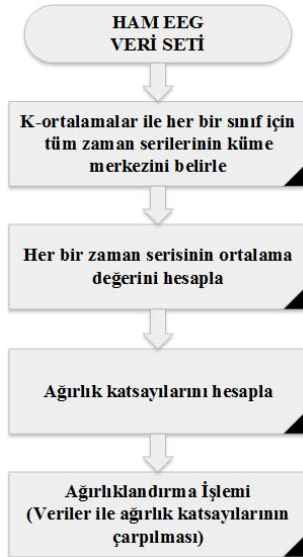 HAM EEG
VERİ SETİ
K-ortalamalar ile her bir sınıf için
tüm zaman serilerinin küme
merkezini belirle
Her bir zaman serisinin ortalama
değerini hesapla
Ağırlık katsayılarını hesapla
Ağırlıklandırma İşlemi
(Veriler ile ağırlık katsayılarının
çarpılması)